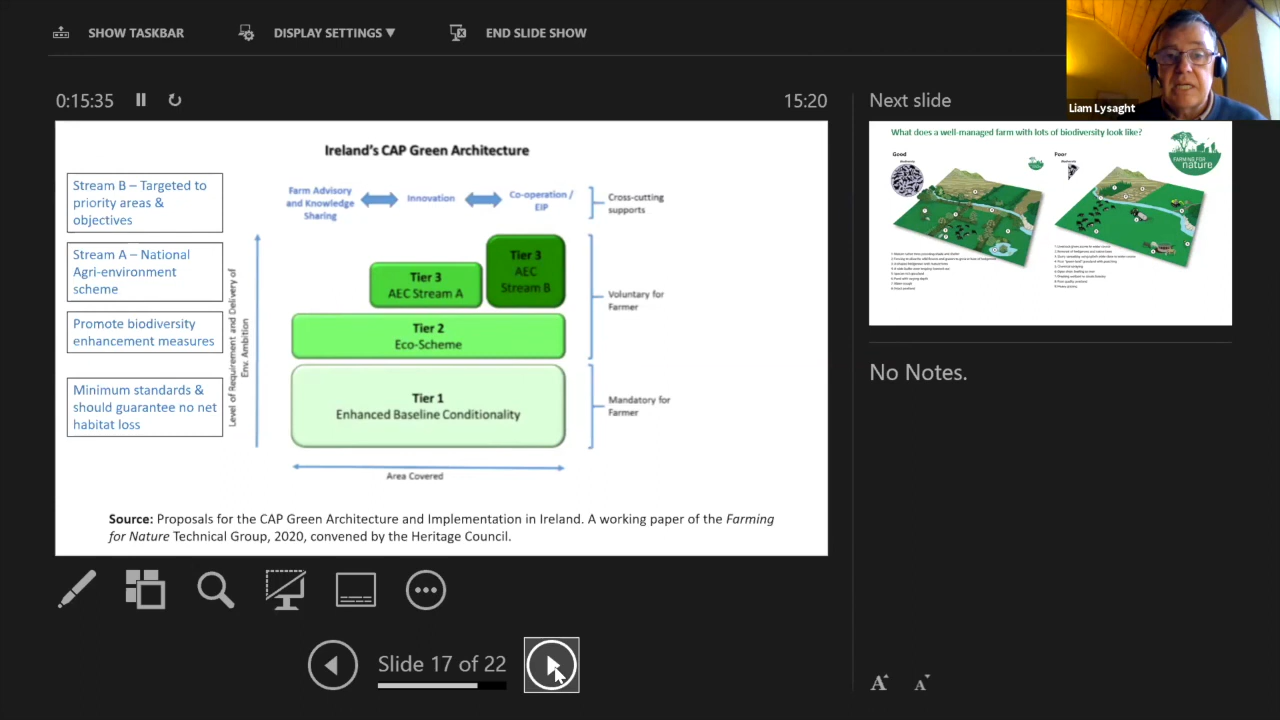 SHOW TASKBAR
DISPLAY SETTINGS ▼
END SLIDE SHOW
Liam Lysaght
0:15:35
15:20
Next slide
Ireland's CAP Green Architecture
Stream B – Targeted to
priority areas &
objectives
Stream A – National
Agri-environment
scheme
Promote biodiversity
enhancement measures
Minimum standards &
should guarantee no net
habitat loss
Level of Requirement and Delivery of
Env. Ambition
Farm Advisory
and Knowledge
Sharing
Innovation
Co-operation /
EIP
Cross-cutting
supports
Tier 3
AEC
Stream B
Tier 3
AEC Stream A
Voluntary for
Farmer
Tier 2
Eco-Scheme
Tier 1
Enhanced Baseline Conditionality
Mandatory for
Farmer
Area Covered
Source: Proposals for the CAP Green Architecture and Implementation in Ireland. A working paper of the Farming
for Nature Technical Group, 2020, convened by the Heritage Council.
What does a well-managed farm with lots of biodiversity look like?
Good
Poor
FARMING FOR
nature
No Notes.
Slide 17 of 22
A
A